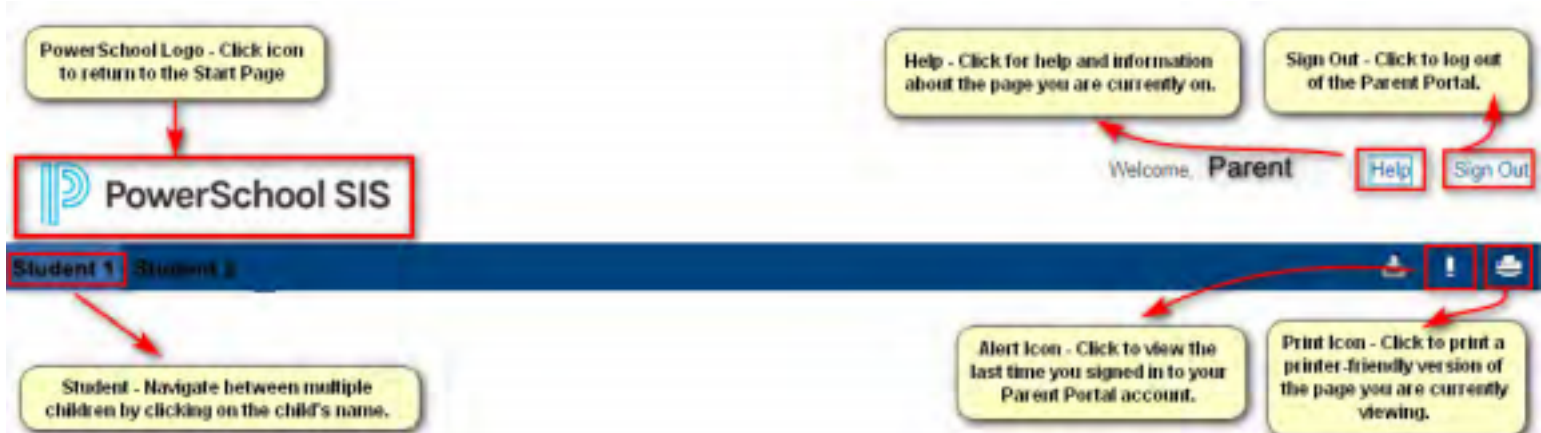 PowerSchool Logo - Click icon
to return to the Start Page
Help - Click for help and information
about the page you are currently on.
Sign Out - Click to log out
of the Parent Portal.
PowerSchool SIS
Welcome, Parent
Help
Sign Out
Student 1
Student 2
Student - Navigate between multiple
children by clicking on the child's name.
Alert Icon - Click to view the
last time you signed in to your
Parent Portal account.
Print Icon - Click to print a
printer-friendly version of
the page you are currently
viewing.